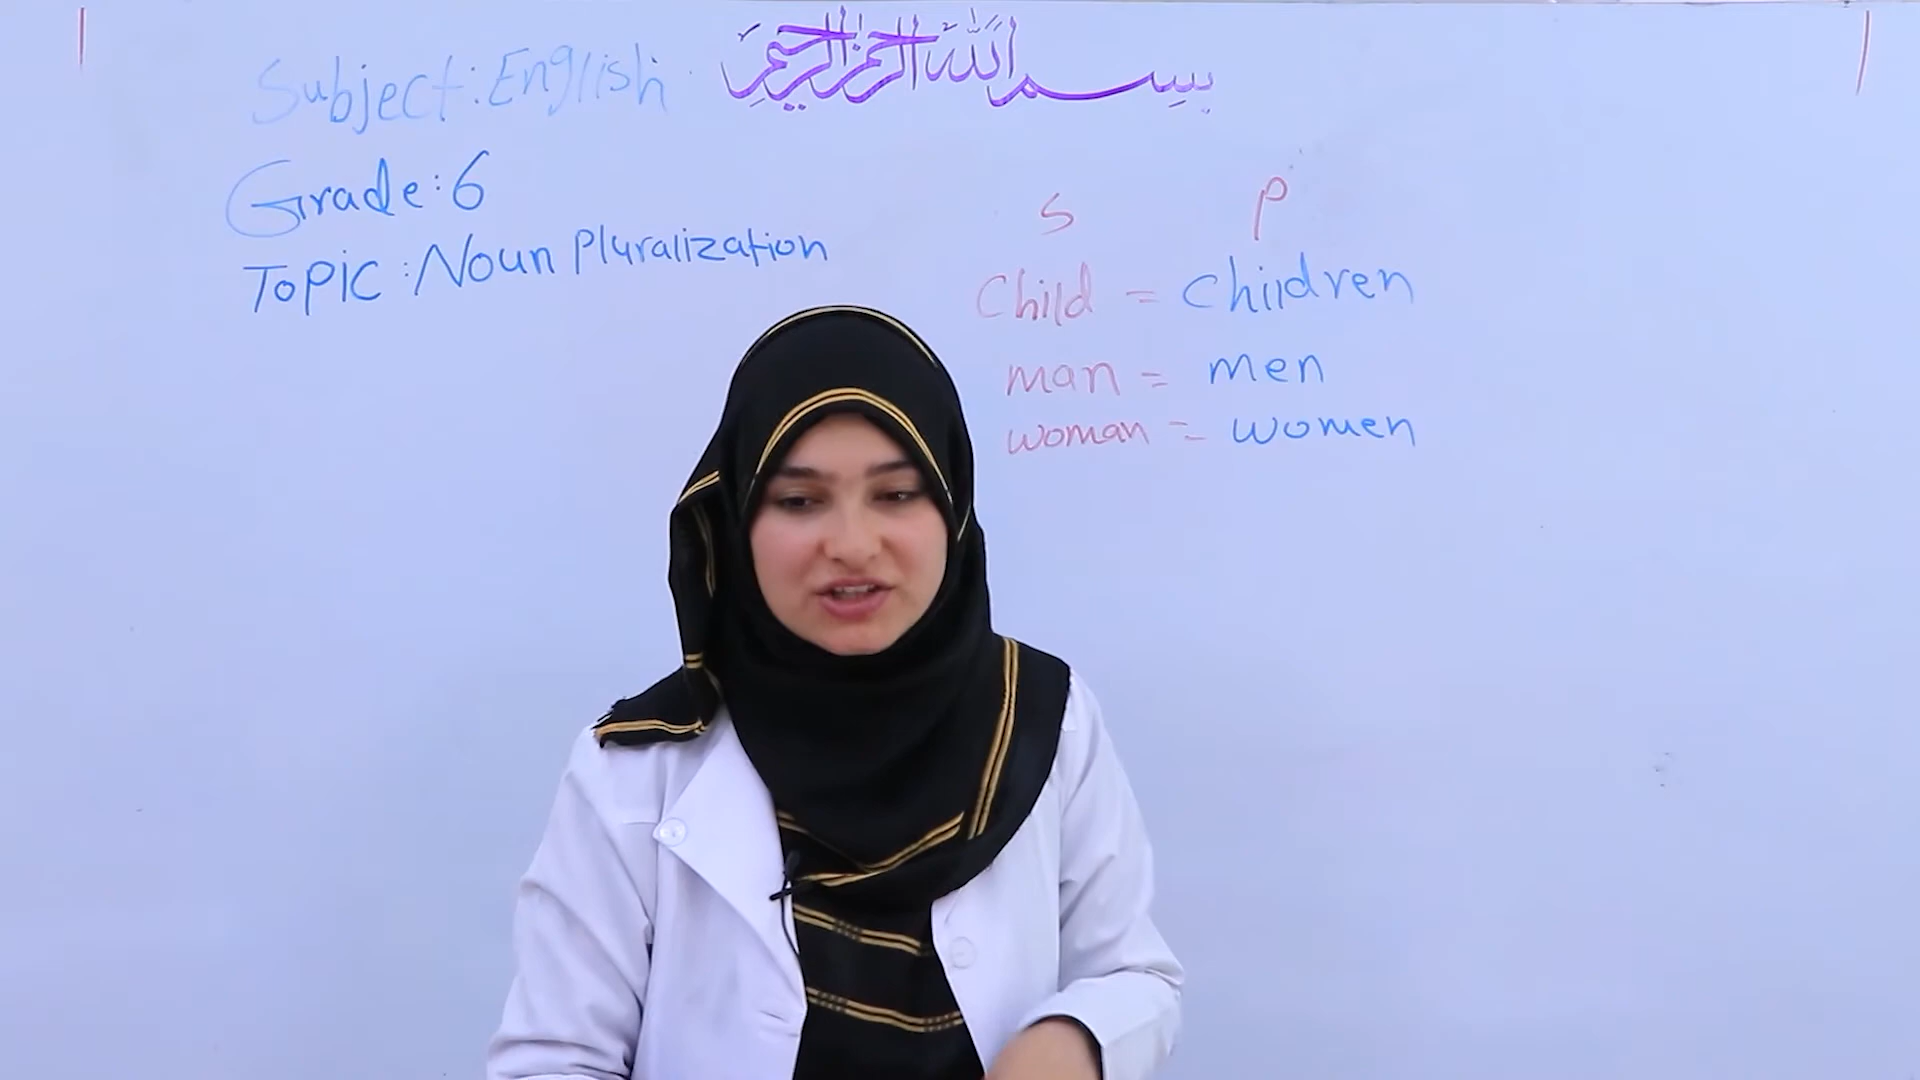 بسم الله الرحمن الرحيم
Subject: English
Grade: 6
Topic: Noun Pluralization
S P
Child = Children
man = men
woman = women